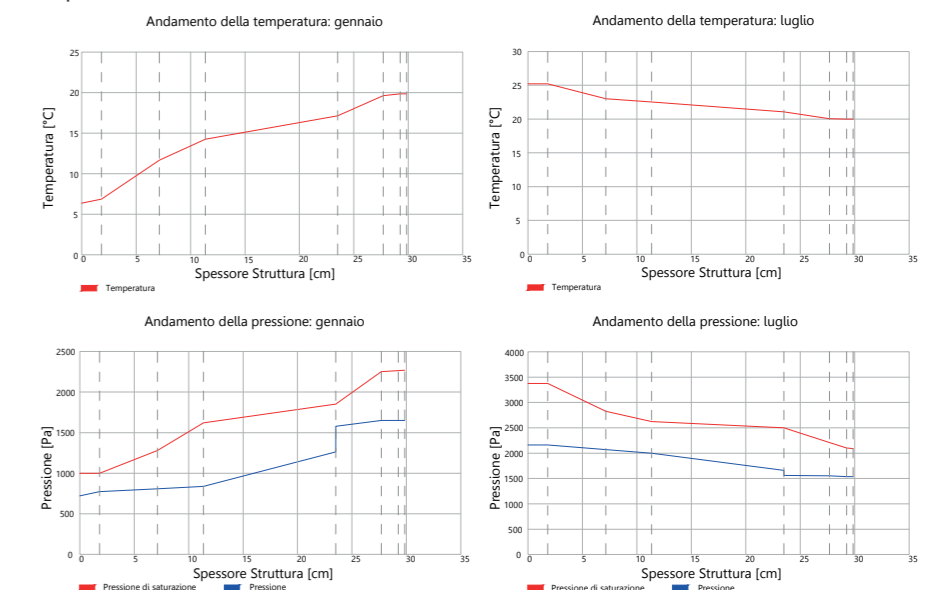 Andamento della temperatura: gennaio
Andamento della temperatura: luglio
25
20
15
10
5
0
Temperatura [°C]
0 5 10 15 20 25 30 35
Spessore Struttura [cm]
Temperatura
30
25
20
15
10
5
0
Temperatura [°C]
0 5 10 15 20 25 30 35
Spessore Struttura [cm]
Temperatura
Andamento della pressione: gennaio
Andamento della pressione: luglio
2500
2000
1500
1000
500
0
Pressione [Pa]
0 5 10 15 20 25 30 35
Spessore Struttura [cm]
Pressione di saturazione Pressione
4000
3500
3000
2500
2000
1500
1000
500
0
Pressione [Pa]
0 5 10 15 20 25 30 35
Spessore Struttura [cm]
Pressione di saturazione Pressione